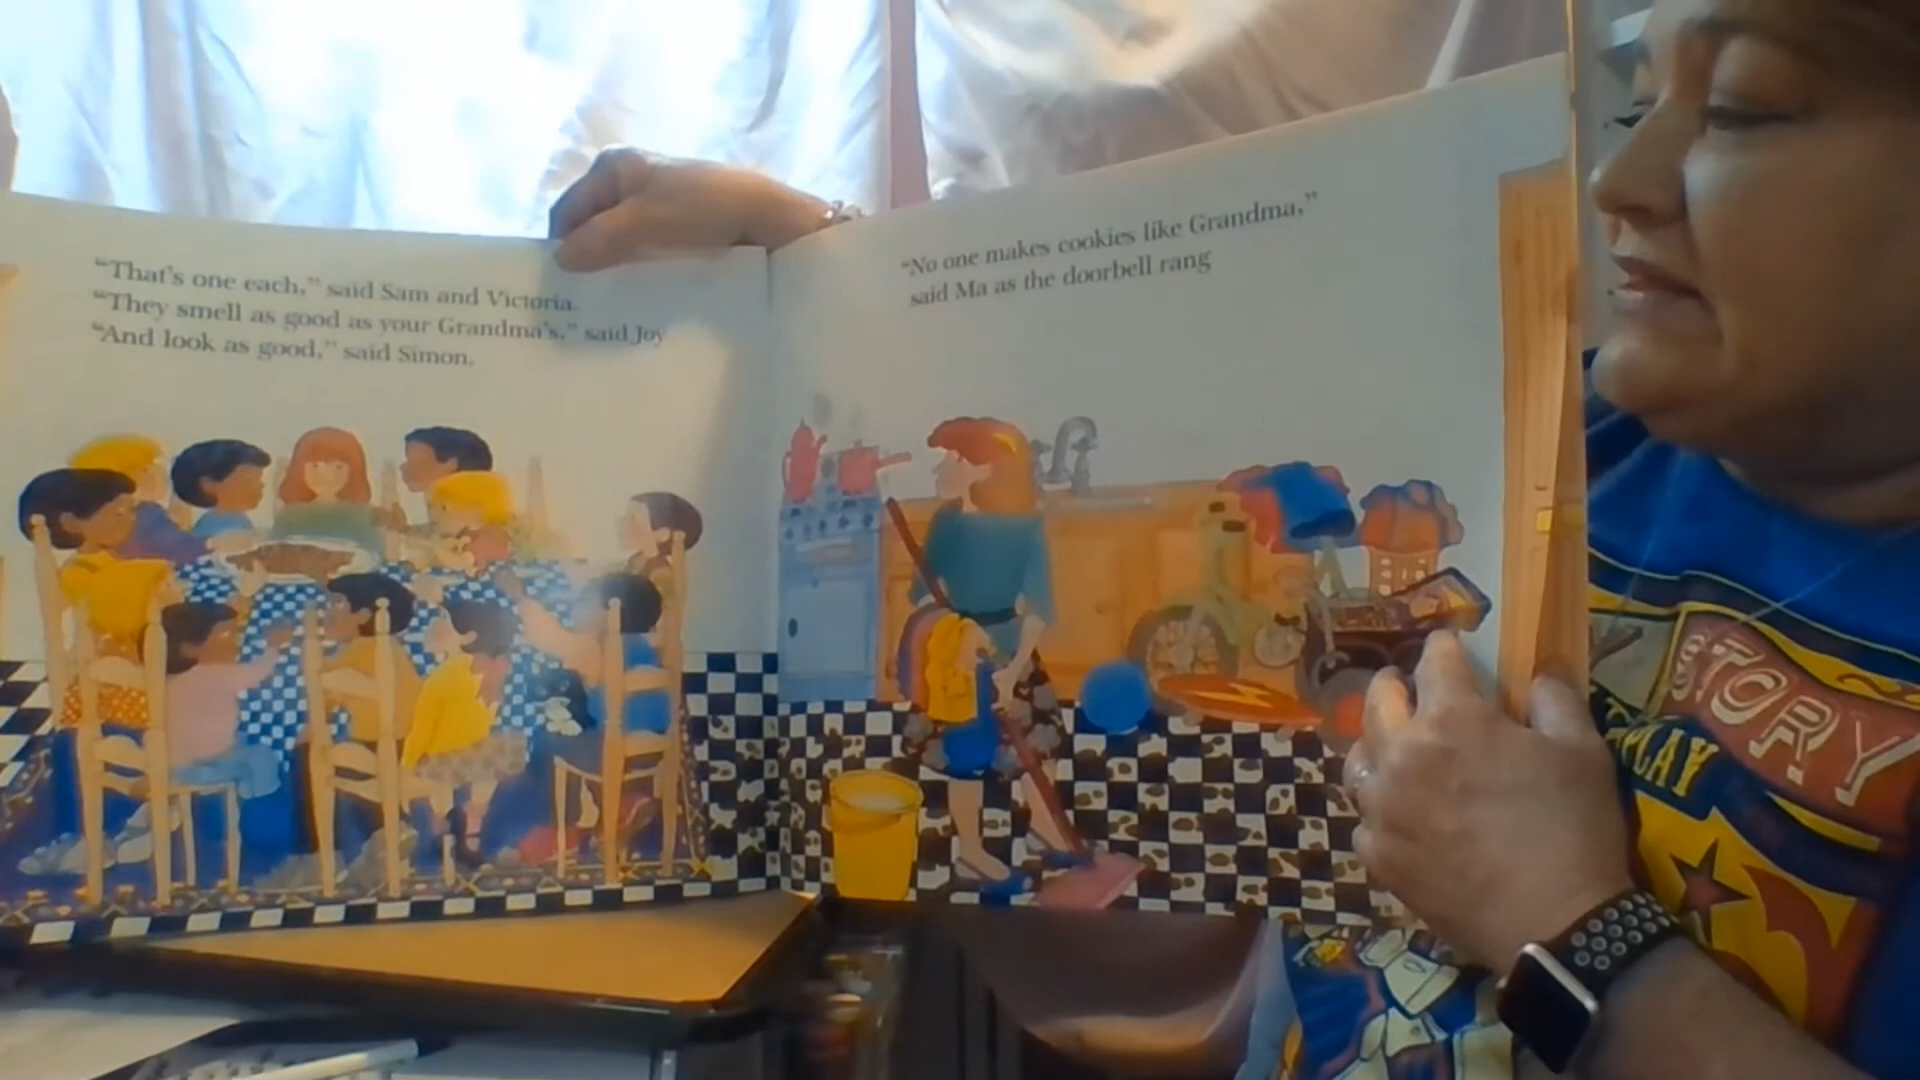 “That’s one each,” said Sam and Victoria.
“They smell as good as your Grandma’s,” said Joy
“And look as good,” said Simon.
“No one makes cookies like Grandma,”
said Ma as the doorbell rang
STORY
PLAY